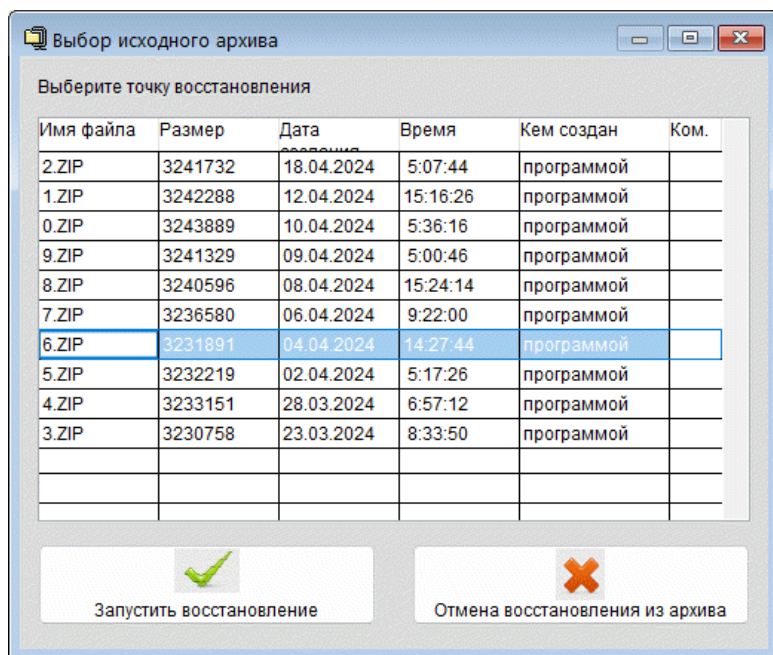 Выбор исходного архива
Выберите точку восстановления
Имя файла Размер Дата Время Кем создан Ком.
2.ZIP 3241732 18.04.2024 5:07:44 программой
1.ZIP 3242288 12.04.2024 15:16:26 программой
0.ZIP 3243889 10.04.2024 5:36:16 программой
9.ZIP 3241329 09.04.2024 5:00:46 программой
8.ZIP 3240596 08.04.2024 15:24:14 программой
7.ZIP 3236580 06.04.2024 9:22:00 программой
6.ZIP 3231891 04.04.2024 14:27:44 программой
5.ZIP 3232219 02.04.2024 5:17:26 программой
4.ZIP 3233151 28.03.2024 6:57:12 программой
3.ZIP 3230758 23.03.2024 8:33:50 программой
Запустить восстановление
Отмена восстановления из архива